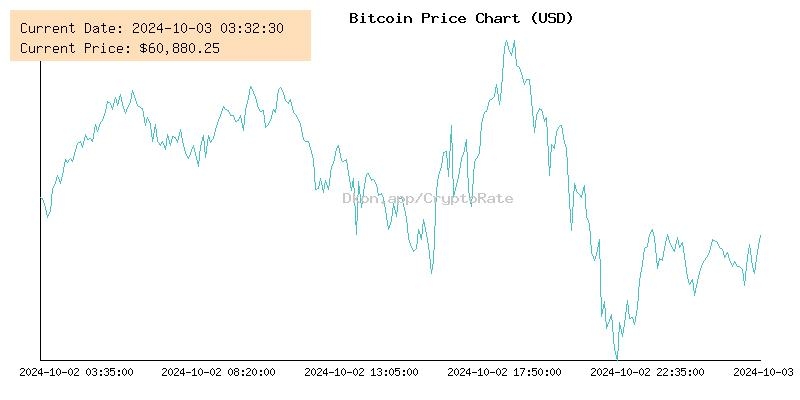 Bitcoin Price Chart (USD)
Current Date: 2024-10-03 03:32:30
Current Price: $60,880.25
Dkon.app/CryptoRate
2024-10-02 03:35:00 2024-10-02 08:20:00 2024-10-02 13:05:00 2024-10-02 17:50:00 2024-10-02 22:35:00 2024-10-03